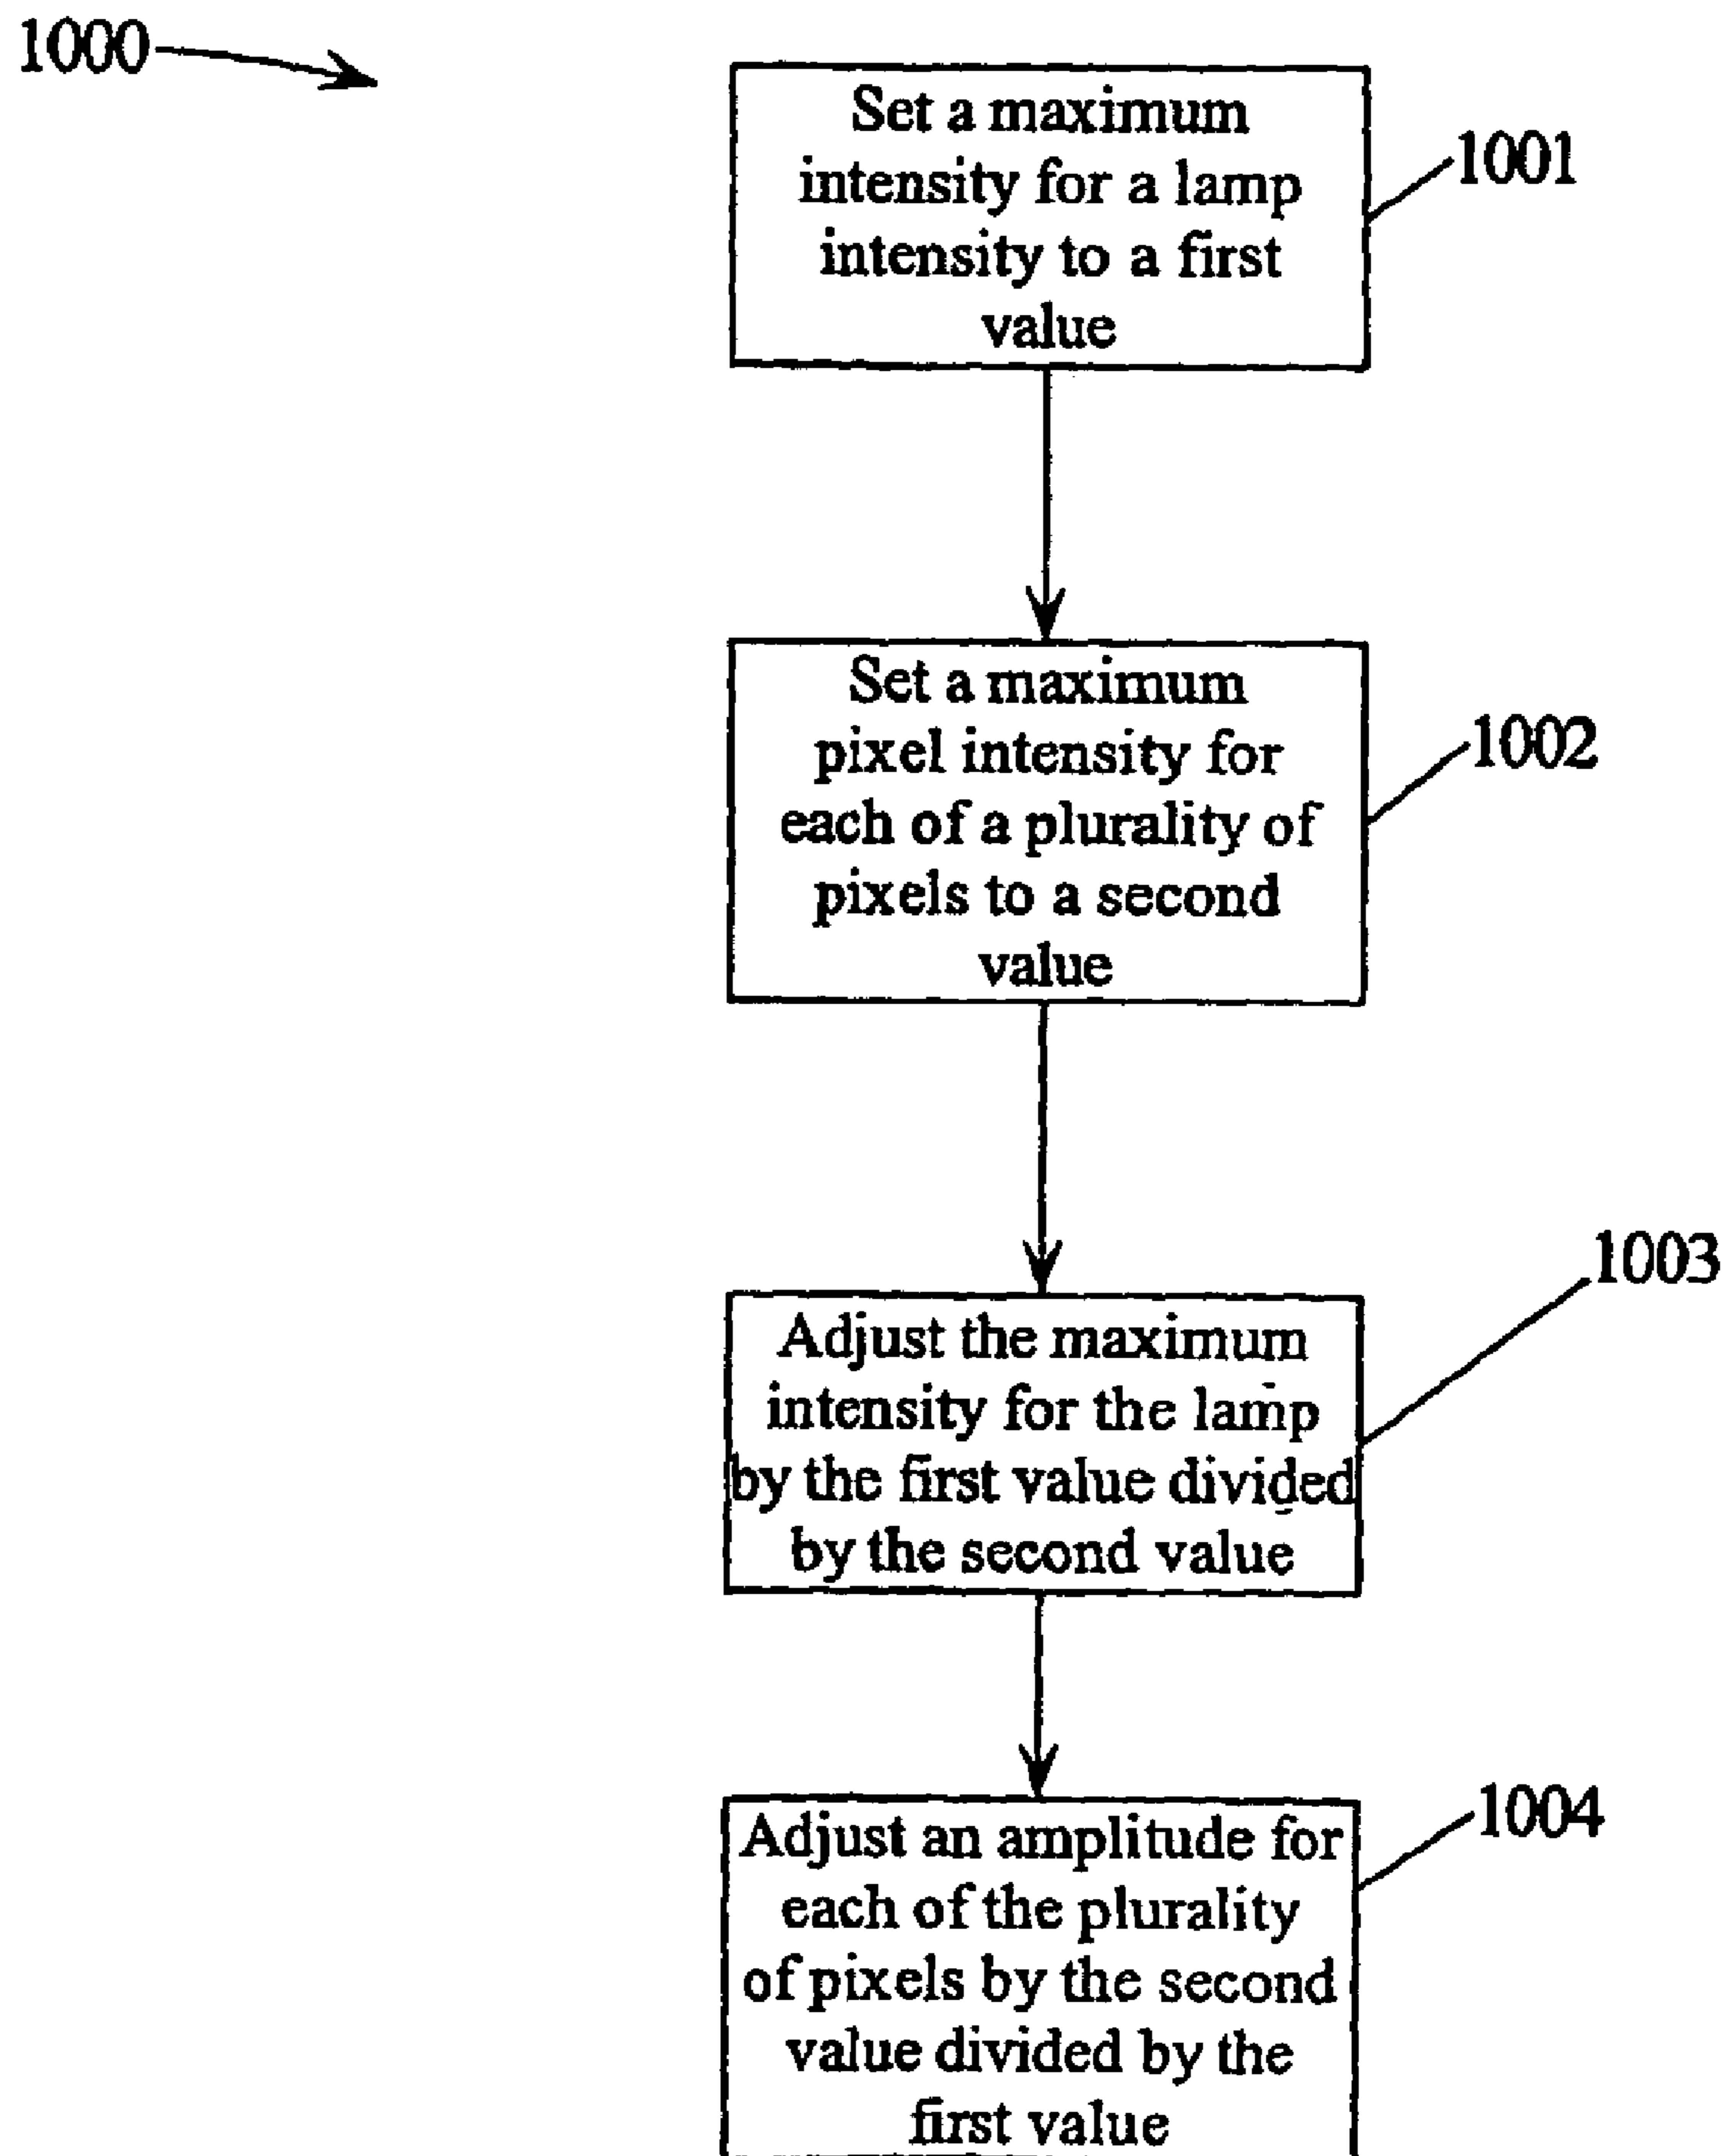 1000
Set a maximum
intensity for a lamp
intensity to a first
value
1001
Set a maximum
pixel intensity for
each of a plurality of
pixels to a second
value
1002
Adjust the maximum
intensity for the lamp
by the first value divided
by the second value
1003
Adjust an amplitude for
each of the plurality
of pixels by the second
value divided by the
first value
1004